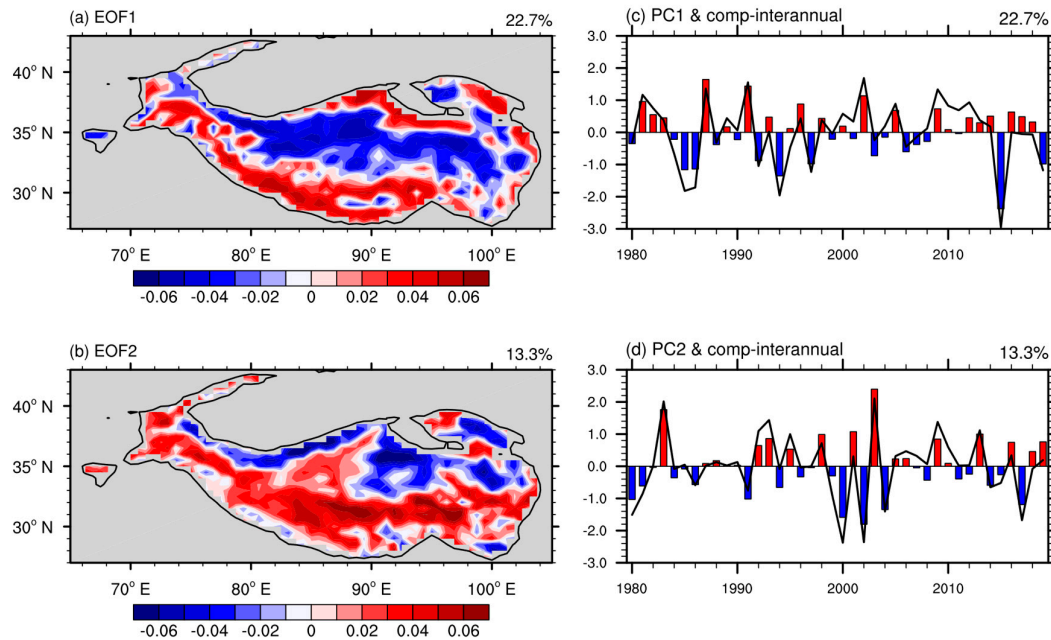 (a) EOF1 22.7%
40° N
35° N
30° N
70° E 80° E 90° E 100° E
-0.06 -0.04 -0.02 0 0.02 0.04 0.06
(c) PC1 & comp-interannual 22.7%
3.0
2.0
1.0
0.0
-1.0
-2.0
-3.0
1980 1990 2000 2010
(b) EOF2 13.3%
40° N
35° N
30° N
70° E 80° E 90° E 100° E
-0.06 -0.04 -0.02 0 0.02 0.04 0.06
(d) PC2 & comp-interannual 13.3%
3.0
2.0
1.0
0.0
-1.0
-2.0
-3.0
1980 1990 2000 2010